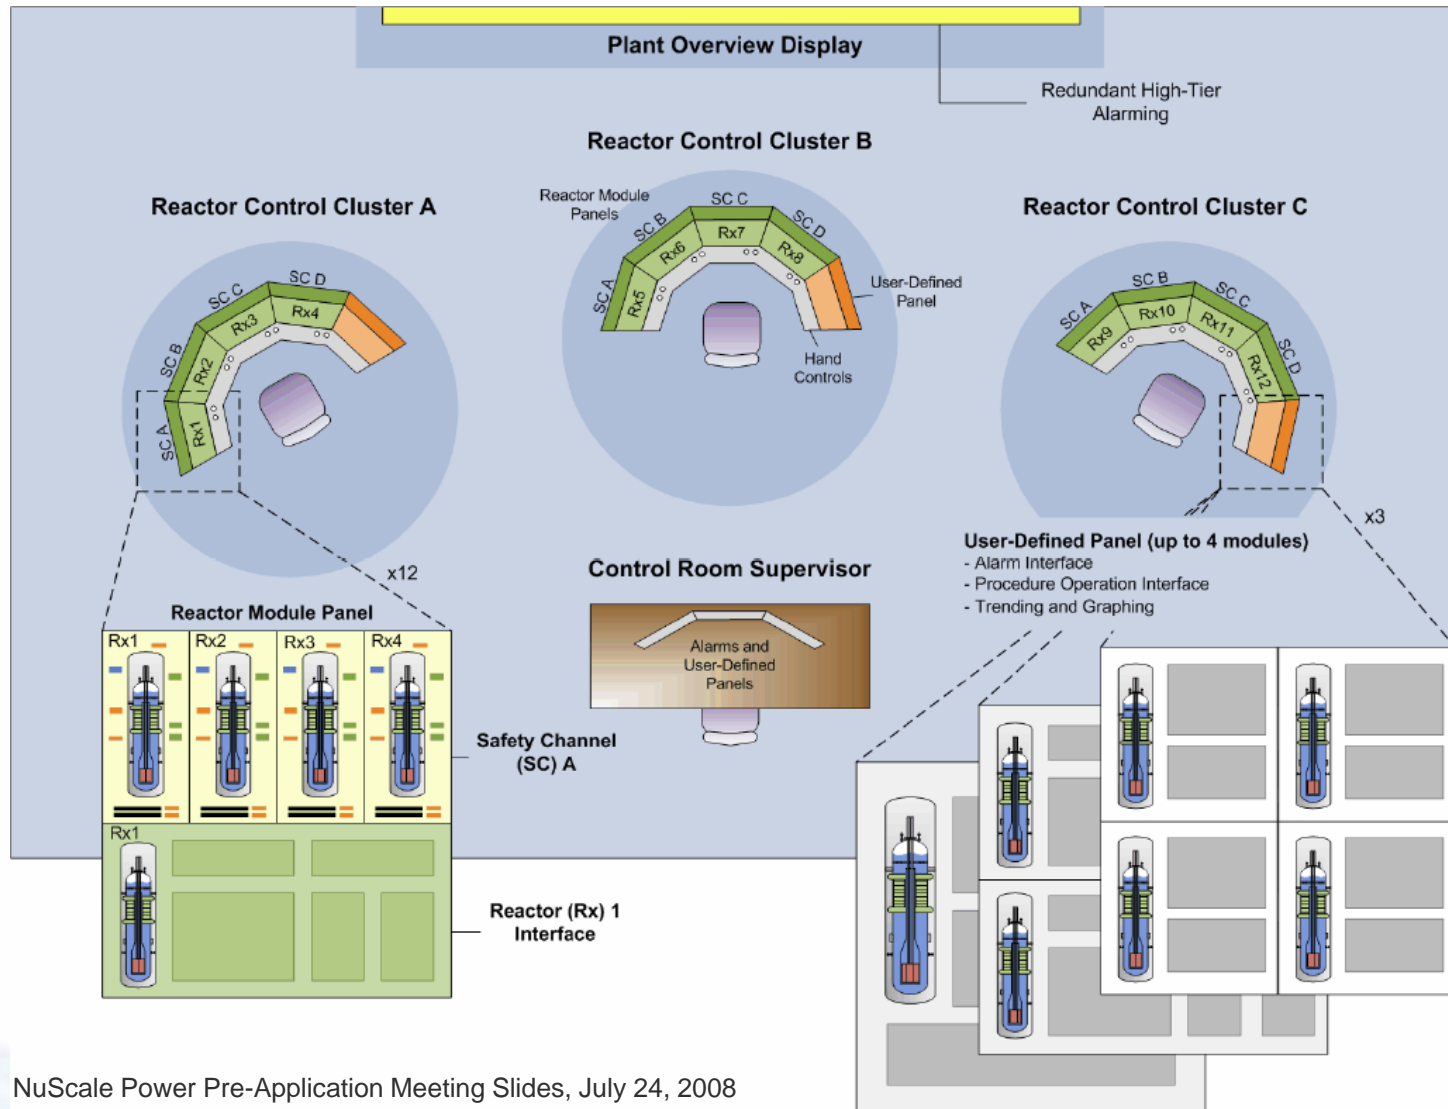 Plant Overview Display
Redundant High-Tier
Alarming
Reactor Control Cluster B
Reactor Control Cluster A
Reactor Control Cluster C
Reactor Module
Panels
SC A
SC B
SC C
SC D
Rx5
Rx6
Rx7
Rx8
User-Defined
Panel
Hand
Controls
SC A
SC B
SC C
SC D
Rx1
Rx2
Rx3
Rx4
SC A
SC B
SC C
SC D
Rx9
Rx10
Rx11
Rx12
x12
x3
Reactor Module Panel
Rx1
Rx2
Rx3
Rx4
Safety Channel
(SC) A
Rx1
Reactor (Rx) 1
Interface
Control Room Supervisor
Alarms and
User-Defined
Panels
User-Defined Panel (up to 4 modules)
- Alarm Interface
- Procedure Operation Interface
- Trending and Graphing
NuScale Power Pre-Application Meeting Slides, July 24, 2008